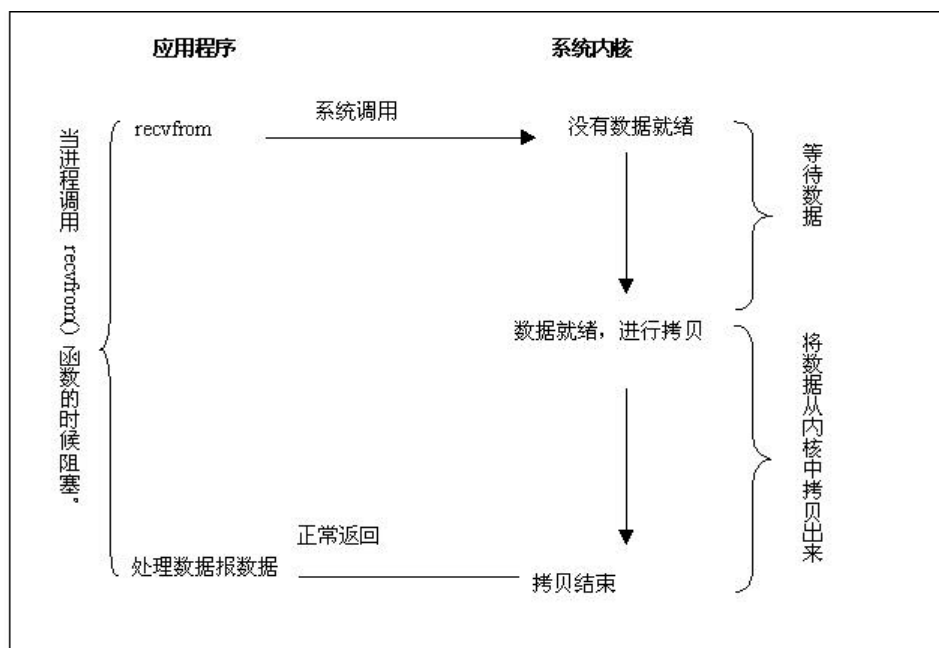 应用程序
系统内核
系统调用
recvfrom
没有数据就绪
当进程调用 recvfrom() 函数的时候阻塞。
等待数据
数据就绪，进行拷贝
将数据从内核中拷贝出来
正常返回
处理数据报数据
拷贝结束